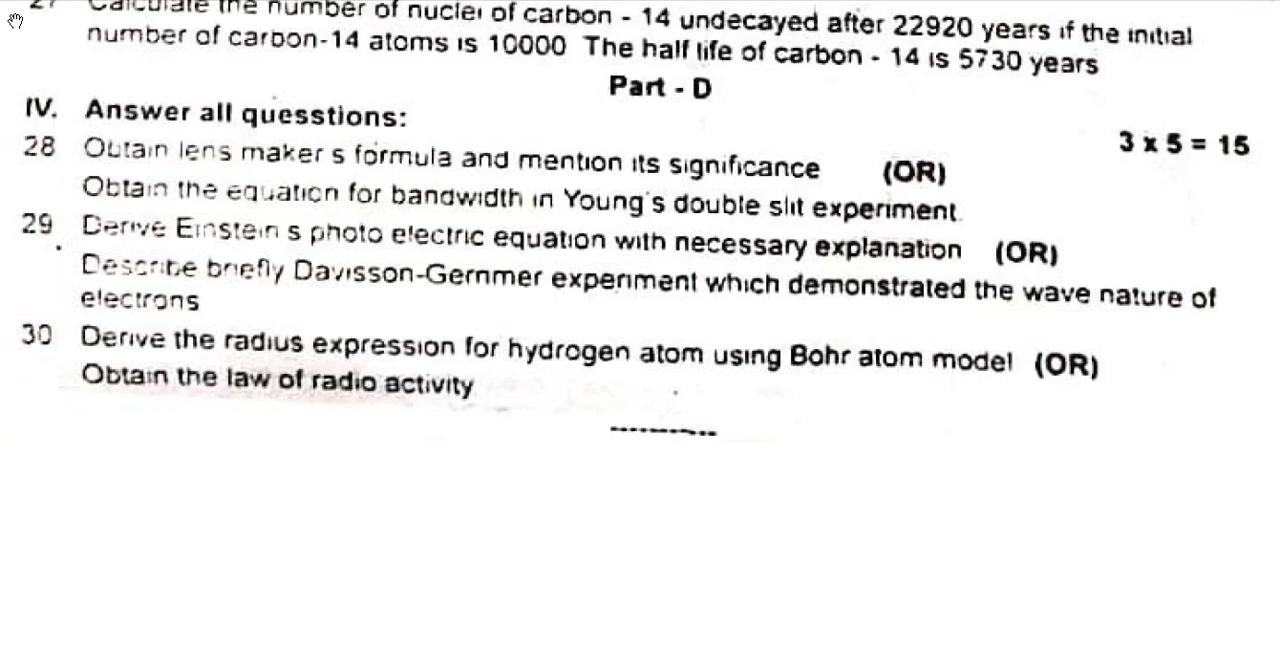 27 Calculate the number of nuclei of carbon - 14 undecayed after 22920 years if the initial
number of carbon-14 atoms is 10000 The half life of carbon - 14 is 5730 years
Part - D
IV. Answer all quesstions:
3 x 5 = 15
28 Obtain lens maker s formula and mention its significance (OR)
Obtain the equation for bandwidth in Young's double slit experiment.
29 Derive Einstein s photo electric equation with necessary explanation (OR)
Describe briefly Davisson-Gernmer experiment which demonstrated the wave nature of
electrons
30 Derive the radius expression for hydrogen atom using Bohr atom model (OR)
Obtain the law of radio activity
-----------